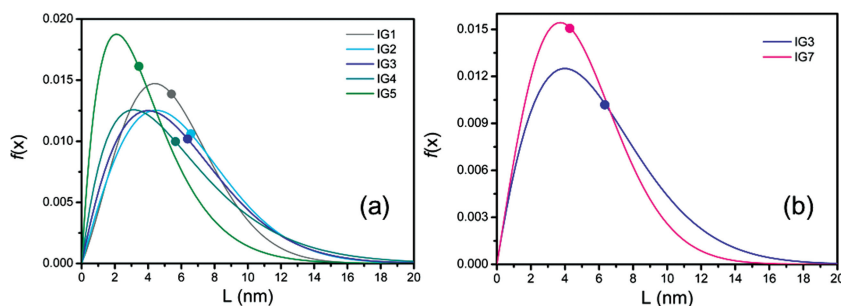 0.020
0.015
0.010
0.005
0.000
f(x)
0 2 4 6 8 10 12 14 16 18 20
L (nm)
IG1
IG2
IG3
IG4
IG5
(a)
0.015
0.012
0.009
0.006
0.003
0.000
f(x)
0 2 4 6 8 10 12 14 16 18 20
L (nm)
IG3
IG7
(b)